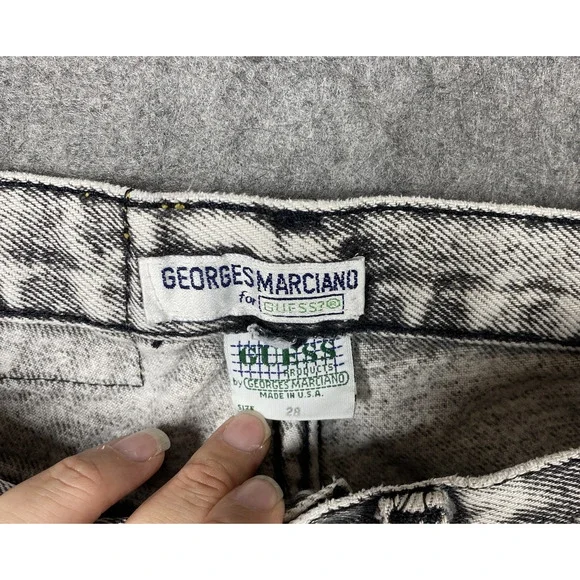 GEORGES MARCIANO
for GUESS?®
GUESS
PRODUCTS
by GEORGES MARCIANO
MADE IN U.S.A.
SIZE 28